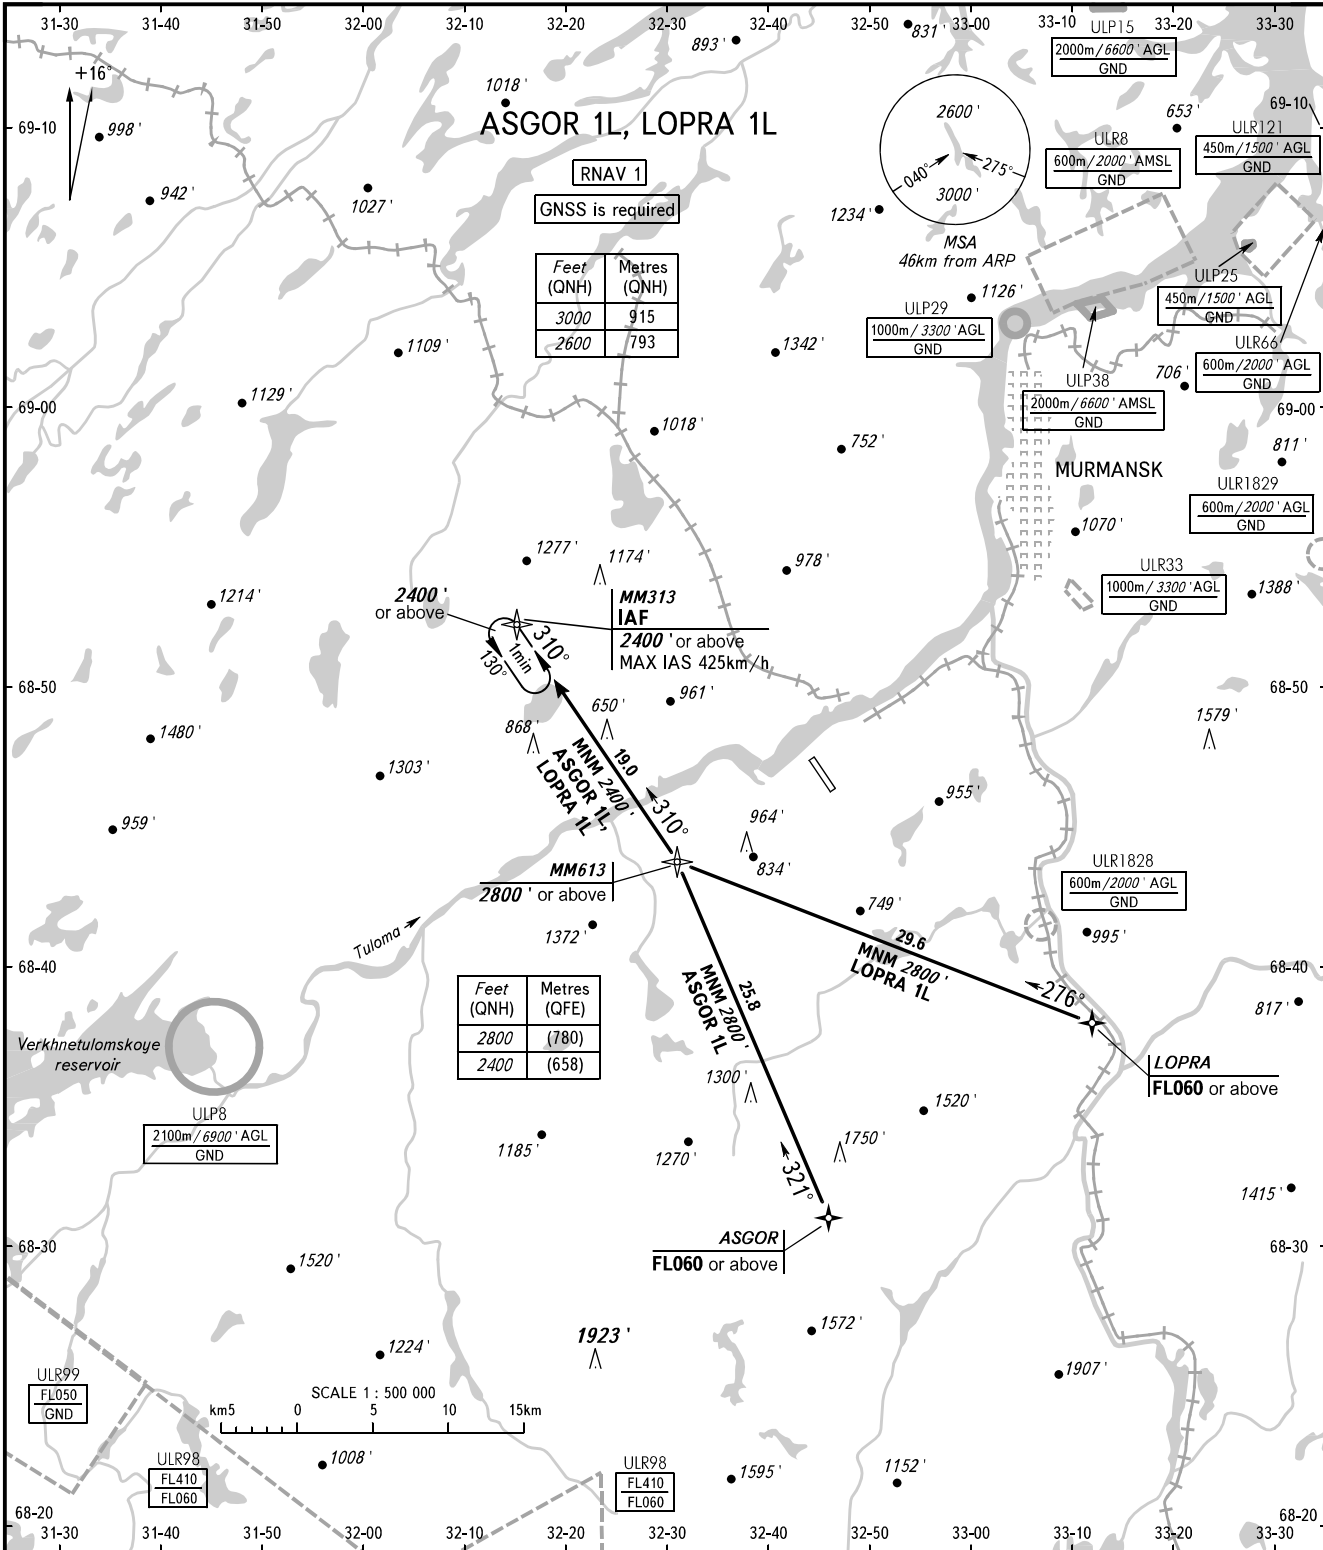 31-30 31-40 31-50 32-00 32-10 32-20 32-30 32-40 32-50 33-00 33-10 33-20 33-30
+16°
893'
831'
ULP15
2000m/6600' AGL
GND
1018'
998'
69-10
ASGOR 1L, LOPRA 1L
RNAV 1
GNSS is required
2600'
040°
275°
3000'
MSA
46km from ARP
653'
69-10
ULR8
600m/2000' AMSL
GND
ULR121
450m/1500' AGL
GND
942'
1027'
1234'
Feet (QNH) Metres (QNH)
3000 915
2600 793
1126'
ULP25
450m/1500' AGL
GND
ULP29
1000m/3300' AGL
GND
ULR66
600m/2000' AGL
GND
1109'
1342'
706'
ULP38
2000m/6600' AMSL
GND
1129'
69-00
69-00
1018'
752'
811'
MURMANSK
ULR1829
600m/2000' AGL
GND
1070'
1277'
1174'
978'
ULR33
1000m/3300' AGL
GND
1388'
1214'
2400'
or above
MM313
IAF
2400' or above
MAX IAS 425km/h
310°
1min
130°
68-50
68-50
961'
650'
868'
1579'
1480'
1303'
19.0
MNM 2400'
ASGOR 1L,
LOPRA 1L
310°
955'
959'
964'
834'
MM613
2800' or above
ULR1828
600m/2000' AGL
GND
749'
995'
1372'
Tuloma
29.6
MNM 2800'
LOPRA 1L
276°
68-40
68-40
25.8
MNM 2800'
ASGOR 1L
817'
Feet (QNH) Metres (QFE)
2800 (780)
2400 (658)
Verkhnetulomskoye
reservoir
LOPRA
FL060 or above
1300'
1520'
ULP8
2100m/6900' AGL
GND
1185'
1270'
1750'
321°
1415'
ASGOR
FL060 or above
68-30
68-30
1520'
1572'
1923'
1224'
1907'
ULR99
FL050
GND
SCALE 1 : 500 000
km5 0 5 10 15km
1008'
ULR98
FL410
FL060
ULR98
FL410
FL060
1595'
1152'
68-20
68-20
31-30 31-40 31-50 32-00 32-10 32-20 32-30 32-40 32-50 33-00 33-10 33-20 33-30